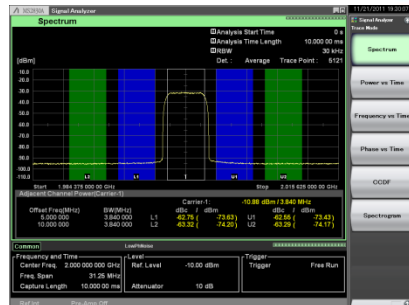 MS2690A Signal Analyzer
11/21/2011 19:20:07
Spectrum
Analysis Start Time 0 s
Analysis Time Length 10.000 00 ms
RBW 30 kHz
[dBm] Det. : Average Trace Point : 5121
-10.0
-20.0
-30.0
-40.0
-50.0
-60.0
-70.0
-80.0
-90.0
-100.0
-110.0
L2 L1 1 U1 U2
Start 1.984 375 000 00 GHz Stop 2.015 625 000 00 GHz
Adjacent Channel Power(Carrier-1)
Carrier-1: -10.88 dBm / 3.840 MHz
Offset Freq(MHz) BW(MHz) dBc / dBm dBc / dBm
5.000 000 3.840 000 L1 -62.75 ( -73.63) U1 -62.55 ( -73.43)
10.000 000 3.840 000 L2 -63.32 ( -74.20) U2 -63.29 ( -74.17)
Common LowPhNoise
Frequency and Time
Center Freq. 2.000 000 000 00 GHz
Freq. Span 31.25 MHz
Capture Length 10.000 00 ms
Level
Ref. Level -10.00 dBm
Attenuator 10 dB
Trigger
Trigger Free Run
Ref.Int Pre-Amp Off
Signal Analyzer
Trace Mode
Spectrum
Power vs Time
Frequency vs Time
Phase vs Time
CCDF
Spectrogram